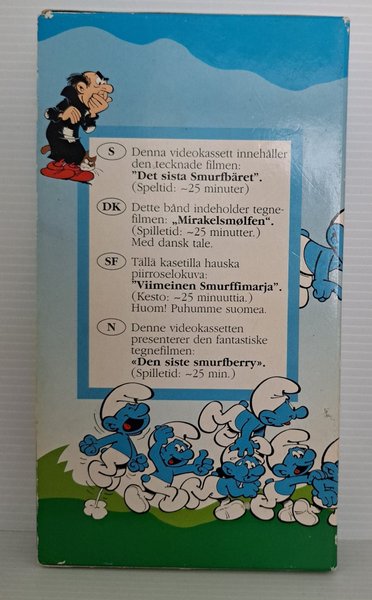 S Denna videokassett innehåller
den tecknade filmen:
"Det sista Smurfbäret".
(Speltid: ~25 minuter)
DK Dette bånd indeholder tegne-
filmen: „Mirakelsmølfen".
(Spilletid: ~25 minutter.)
Med dansk tale.
SF Tällä kasetilla hauska
piirroselokuva:
"Viimeinen Smurffimarja".
(Kesto: ~25 minuuttia.)
Huom! Puhumme suomea.
N Denne videokassetten
presenterer den fantastiske
tegnefilmen:
«Den siste smurfberry».
(Spilletid: ~25 min.)